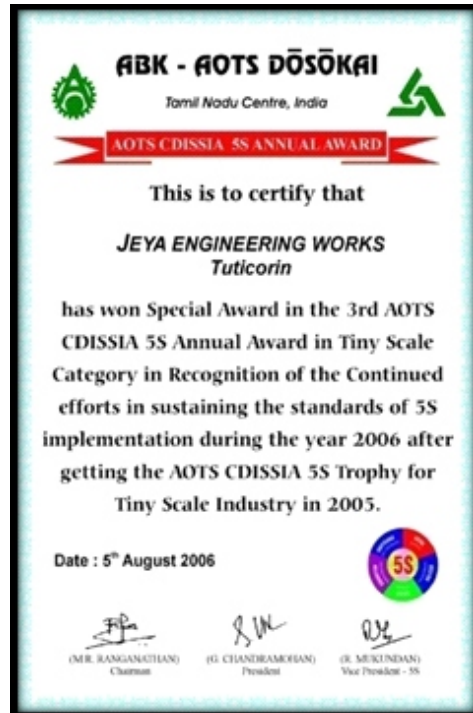 ABK - AOTS DŌSŌKAI
Tamil Nadu Centre, India
AOTS CDISSIA 5S ANNUAL AWARD
This is to certify that
JEYA ENGINEERING WORKS
Tuticorin
has won Special Award in the 3rd AOTS
CDISSIA 5S Annual Award in Tiny Scale
Category in Recognition of the Continued
efforts in sustaining the standards of 5S
implementation during the year 2006 after
getting the AOTS CDISSIA 5S Trophy for
Tiny Scale Industry in 2005.
Date : 5th August 2006
5S
(M.R. RANGANATHAN) (G. CHANDRAMOHAN) (R. MUKUNDAN)
Chairman President Vice President - 5S